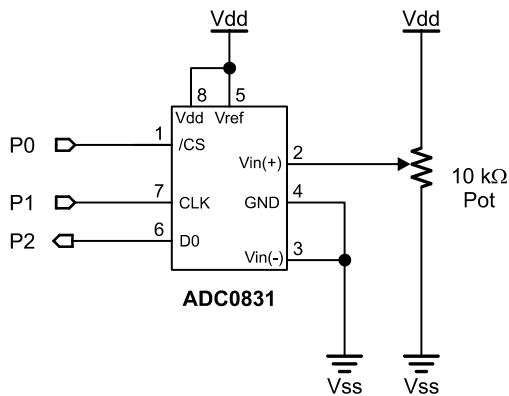 Vdd
Vdd
8
5
Vdd
Vref
P0
1
/CS
Vin(+)
2
10 kΩ
Pot
P1
7
CLK
GND
4
P2
6
D0
Vin(-)
3
ADC0831
Vss
Vss